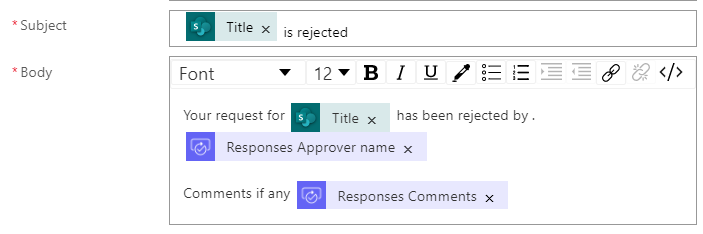 * Subject
Title × is rejected
* Body
Font 12 B I U </>
Your request for Title × has been rejected by .
Responses Approver name ×
Comments if any Responses Comments ×